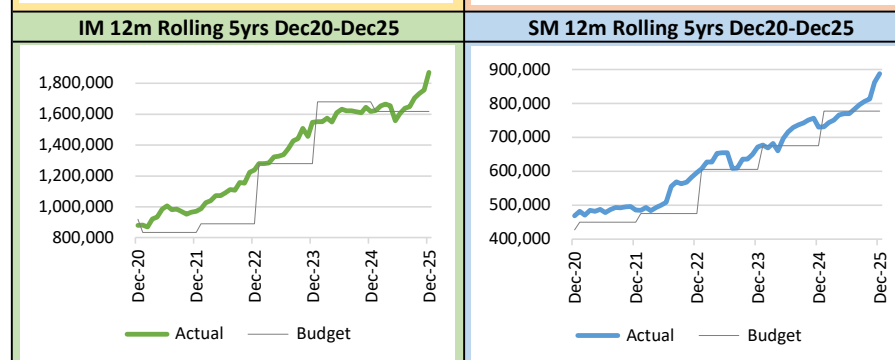 IM 12m Rolling 5yrs Dec20-Dec25
1,800,000
1,600,000
1,400,000
1,200,000
1,000,000
800,000
Dec-20
Dec-21
Dec-22
Dec-23
Dec-24
Dec-25
Actual
Budget
SM 12m Rolling 5yrs Dec20-Dec25
900,000
800,000
700,000
600,000
500,000
400,000
Dec-20
Dec-21
Dec-22
Dec-23
Dec-24
Dec-25
Actual
Budget